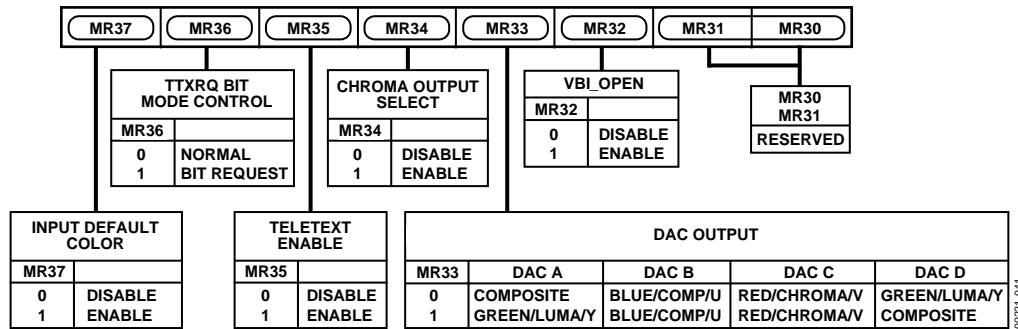 MR37 MR36 MR35 MR34 MR33 MR32 MR31 MR30
TTXRQ BIT
MODE CONTROL
MR36
0 NORMAL
1 BIT REQUEST
CHROMA OUTPUT
SELECT
MR34
0 DISABLE
1 ENABLE
VBI_OPEN
MR32
0 DISABLE
1 ENABLE
MR30
MR31
RESERVED
INPUT DEFAULT
COLOR
MR37
0 DISABLE
1 ENABLE
TELETEXT
ENABLE
MR35
0 DISABLE
1 ENABLE
DAC OUTPUT
MR33 DAC A DAC B DAC C DAC D
0 COMPOSITE BLUE/COMP/U RED/CHROMA/V GREEN/LUMA/Y
1 GREEN/LUMA/Y BLUE/COMP/U RED/CHROMA/V COMPOSITE